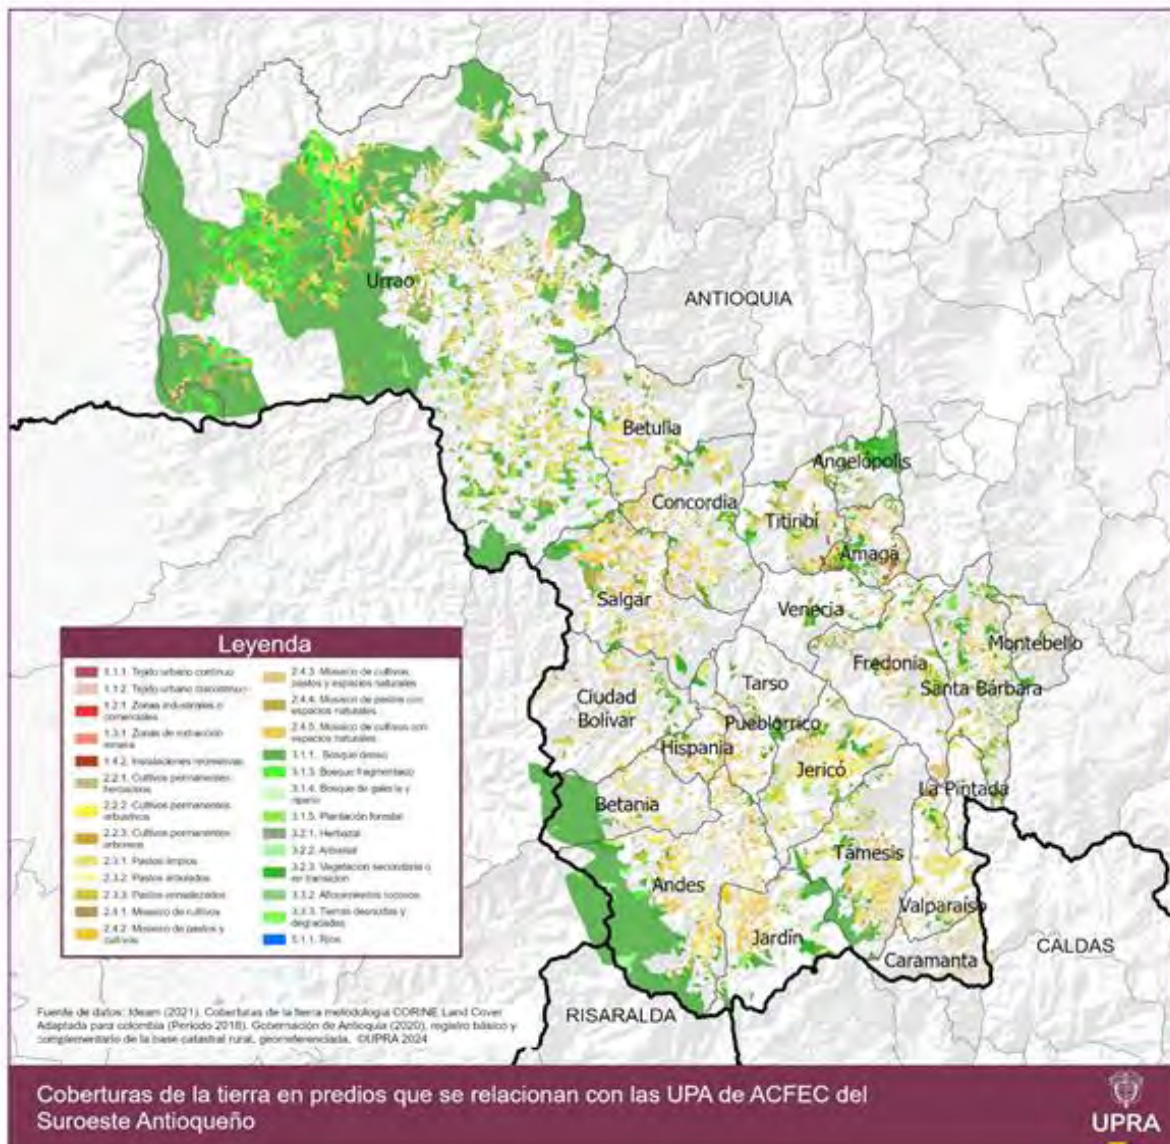 ANTIOQUIA
Urrao
Betulia
Angelópolis
Concordia
Titiribí
Amagá
Salgar
Venecia
Montebello
Fredonia
Santa Bárbara
Tarso
Ciudad
Bolívar
Pueblorrico
Hispania
Jericó
La Pintada
Betania
Támesis
Andes
Valparaíso
Jardín
Caramanta
CALDAS
RISARALDA
Leyenda
1.1.1. Tejido urbano continuo
1.1.2. Tejido urbano discontinuo
1.2.1. Zonas industriales o
comerciales
1.3.1. Zonas de extracción
minera
1.4.2. Instalaciones recreativas
2.2.1. Cultivos permanentes
herbáceos
2.2.2. Cultivos permanentes
arbustivos
2.2.3. Cultivos permanentes
arbóreos
2.3.1. Pastos limpios
2.3.2. Pastos arbolados
2.3.3. Pastos enmalezados
2.4.1. Mosaico de cultivos
2.4.2. Mosaico de pastos y
cultivos
2.4.3. Mosaico de cultivos,
pastos y espacios naturales
2.4.4. Mosaico de pastos con
espacios naturales
2.4.5. Mosaico de cultivos con
espacios naturales
3.1.1. Bosque denso
3.1.3. Bosque fragmentado
3.1.4. Bosque de galería y
ripario
3.1.5. Plantación forestal
3.2.1. Herbazal
3.2.2. Arbustal
3.2.3. Vegetación secundaria o
en transición
3.3.2. Afloramientos rocosos
3.3.3. Tierras desnudas y
degradadas
5.1.1. Ríos
Fuente de datos: Ideam (2021). Coberturas de la tierra metodología CORINE Land Cover
Adaptada para colombia (Periodo 2018). Gobernación de Antioquia (2020), registro básico y
complementario de la base catastral rural, georreferenciada. ©UPRA 2024
Coberturas de la tierra en predios que se relacionan con las UPA de ACFEC del
Suroeste Antioqueño
UPRA